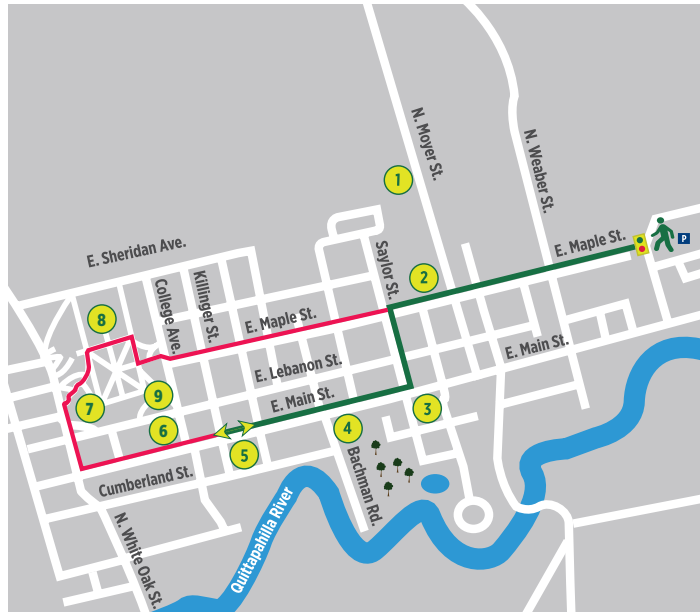 N. Moyer St.
N. Weaber St.
1
E. Maple St.
P
E. Sheridan Ave.
Saylor St.
2
College Ave.
Killinger St.
8
E. Maple St.
E. Lebanon St.
E. Main St.
E. Main St.
7
9
3
6
4
5
Cumberland St.
Bachman Rd.
N. White Oak St.
Quittapahilla River